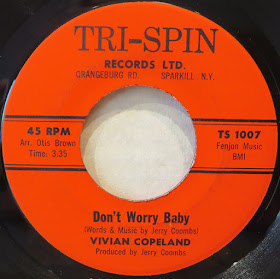 TRI-SPIN
RECORDS LTD.
ORANGEBURG RD. SPARKILL N.Y.
45 RPM
Arr. Otis Brown
Time: 3:35
TS 1007
Fenjon Music
BMI
Don't Worry Baby
(Words & Music by Jerry Coombs)
VIVIAN COPELAND
Produced by Jerry Coombs